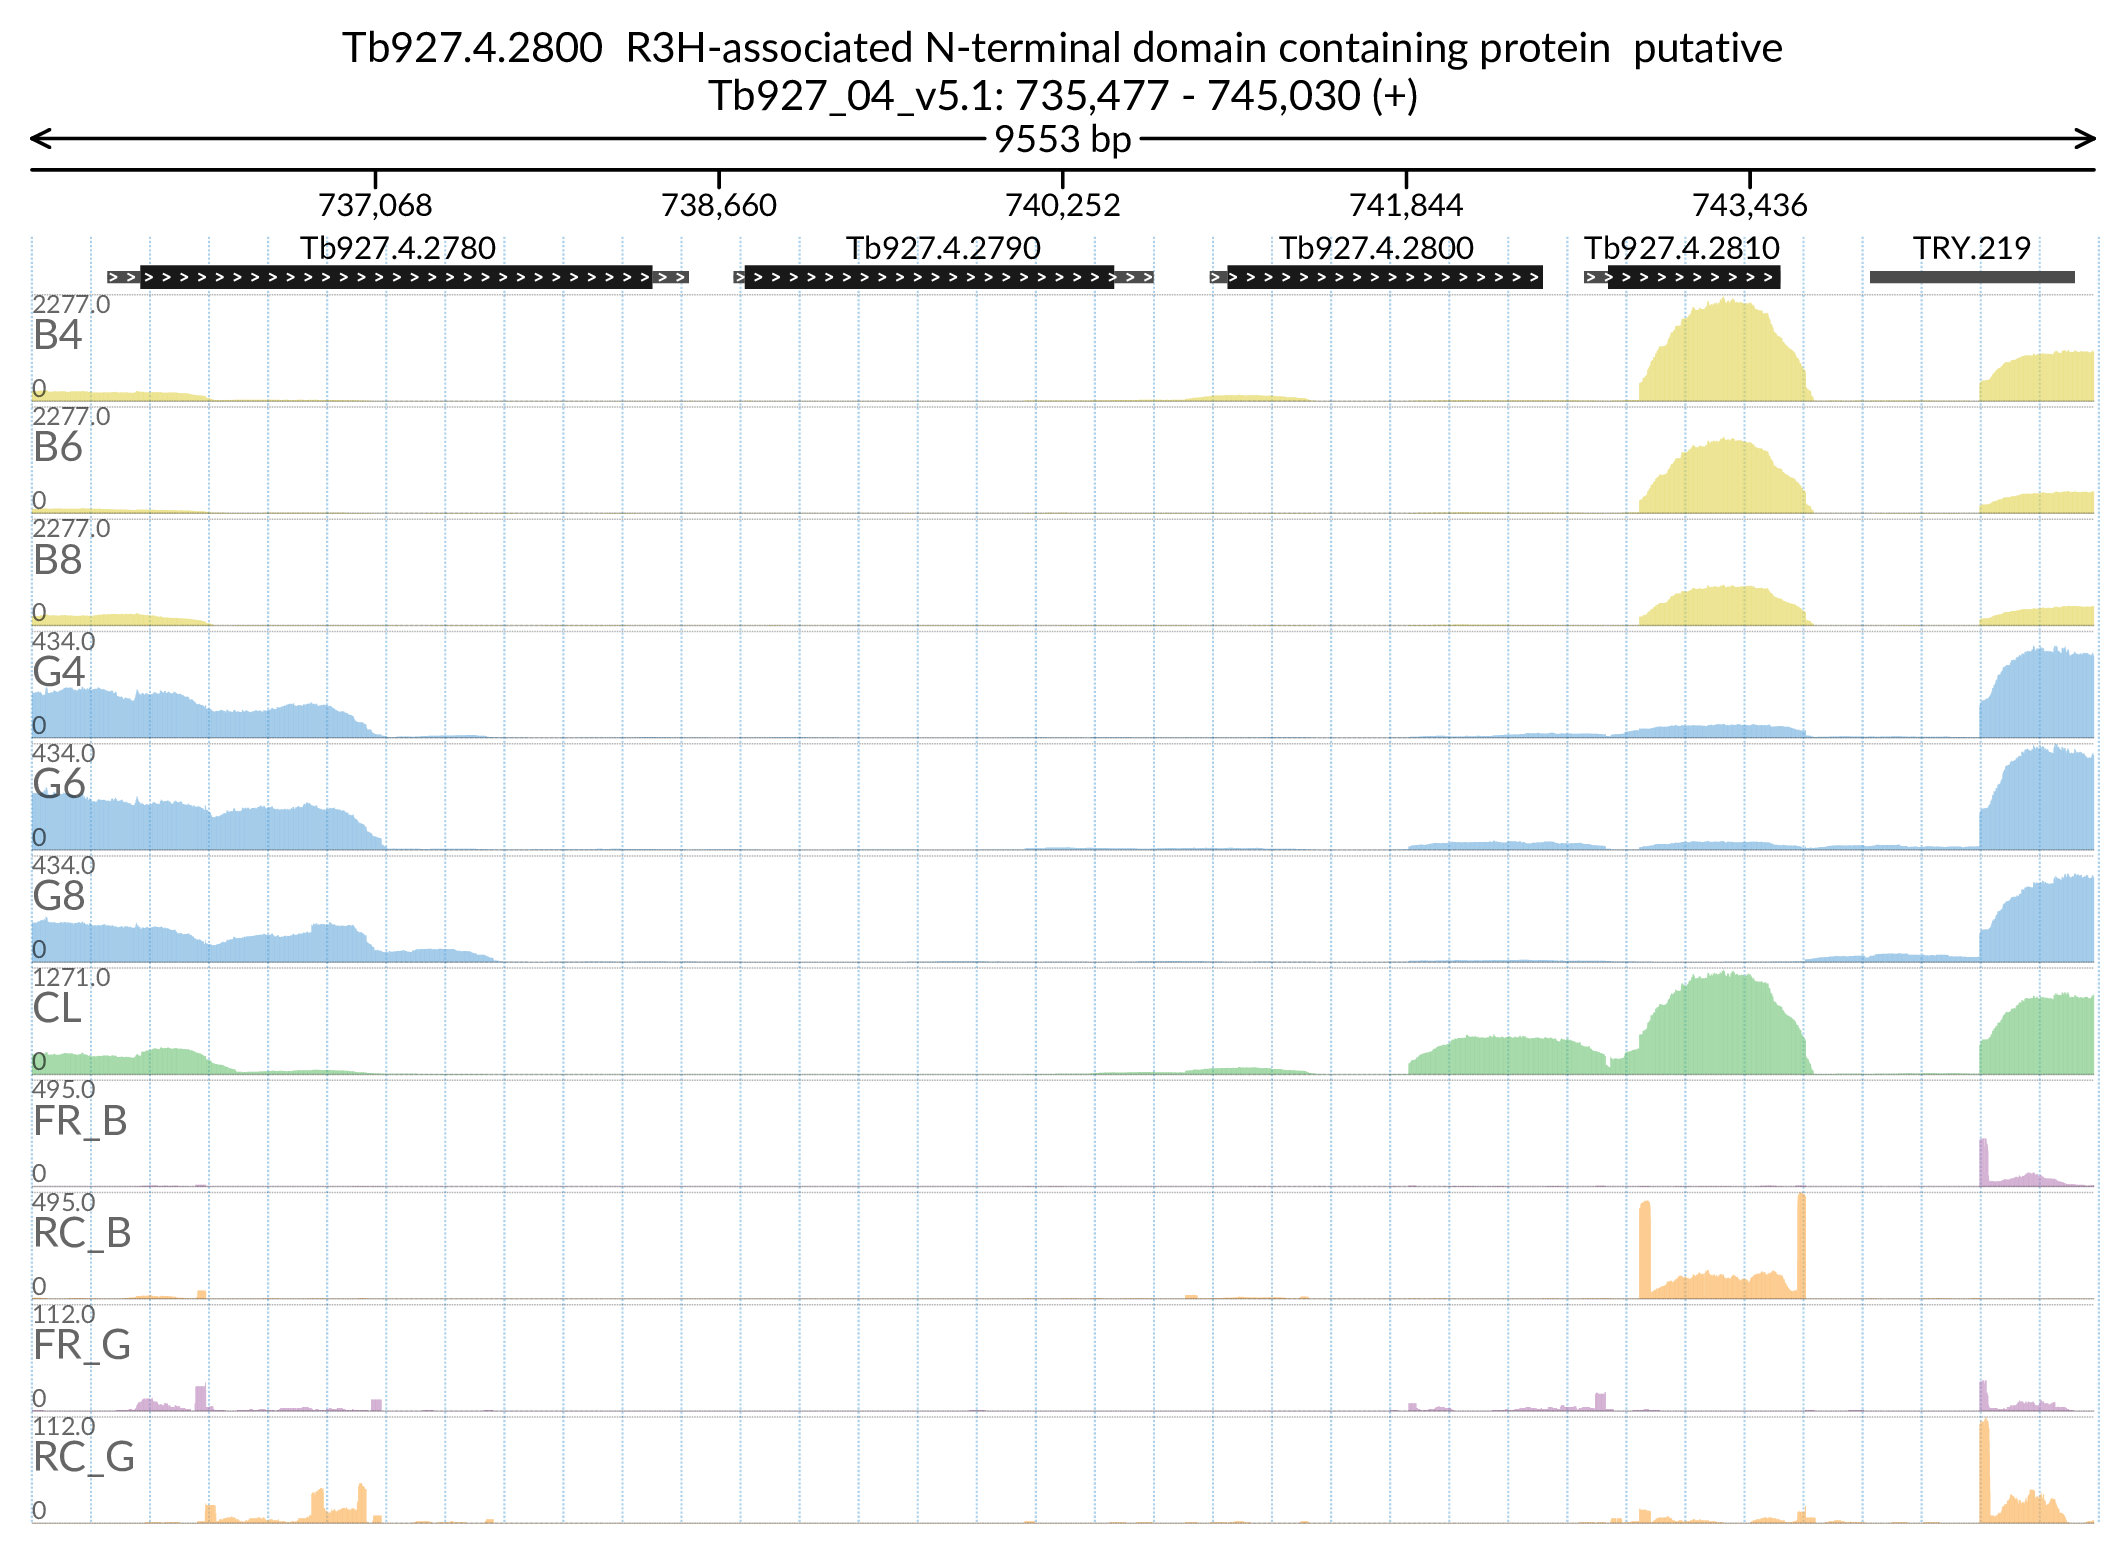 Tb927.4.2800  R3H-associated N-terminal domain containing protein  putative
Tb927_04_v5.1: 735,477 - 745,030 (+)
9553 bp
737,068 738,660 740,252 741,844 743,436
Tb927.4.2780 Tb927.4.2790 Tb927.4.2800 Tb927.4.2810 TRY.219
2277.0
B4
0
2277.0
B6
0
2277.0
B8
0
434.0
G4
0
434.0
G6
0
434.0
G8
0
1271.0
CL
0
495.0
FR_B
0
495.0
RC_B
0
112.0
FR_G
0
112.0
RC_G
0